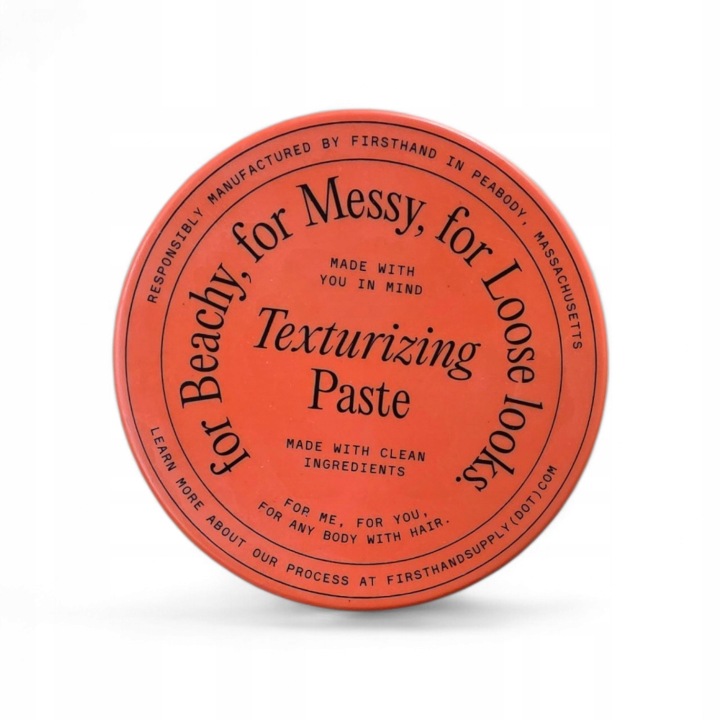 RESPONSIBLY MANUFACTURED BY FIRSTHAND IN PEABODY, MASSACHUSETTS
for Beachy, for Messy, for Loose looks.
MADE WITH
YOU IN MIND
Texturizing
Paste
MADE WITH CLEAN
INGREDIENTS
FOR ME, FOR YOU,
FOR ANY BODY WITH HAIR.
LEARN MORE ABOUT OUR PROCESS AT FIRSTHANDSUPPLY(DOT)COM